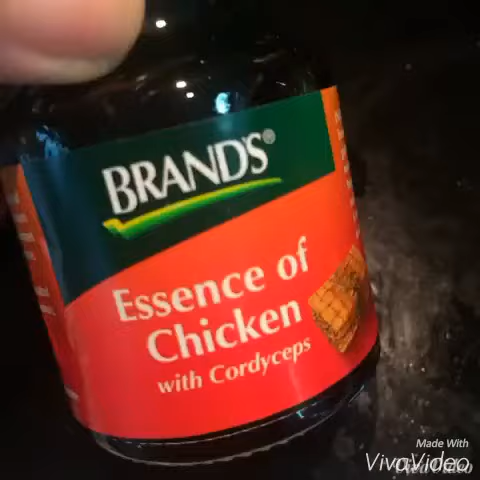 BRAND'S®
Essence of
Chicken
with Cordyceps
Made With
VivaVideo